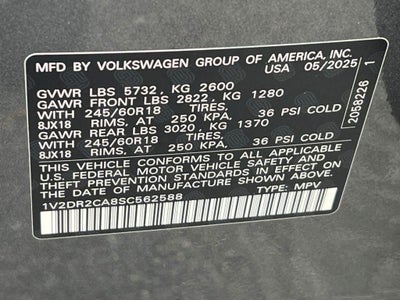 MFD BY VOLKSWAGEN GROUP OF AMERICA, INC.
USA 05/2025
GVWR LBS 5732, KG 2600
GAWR FRONT LBS 2822, KG 1280
WITH 245/60R18 TIRES,
8JX18 RIMS, AT 250 KPA, 36 PSI COLD
GAWR REAR LBS 3020, KG 1370
WITH 245/60R18 TIRES,
8JX18 RIMS, AT 250 KPA, 36 PSI COLD
THIS VEHICLE CONFORMS TO ALL APPLICABLE
U.S. FEDERAL MOTOR VEHICLE SAFETY
STANDARDS IN EFFECT ON THE DATE OF
MANUFACTURE SHOWN ABOVE.
1V2DR2CA8SC562588 TYPE: MPV
2058226 1